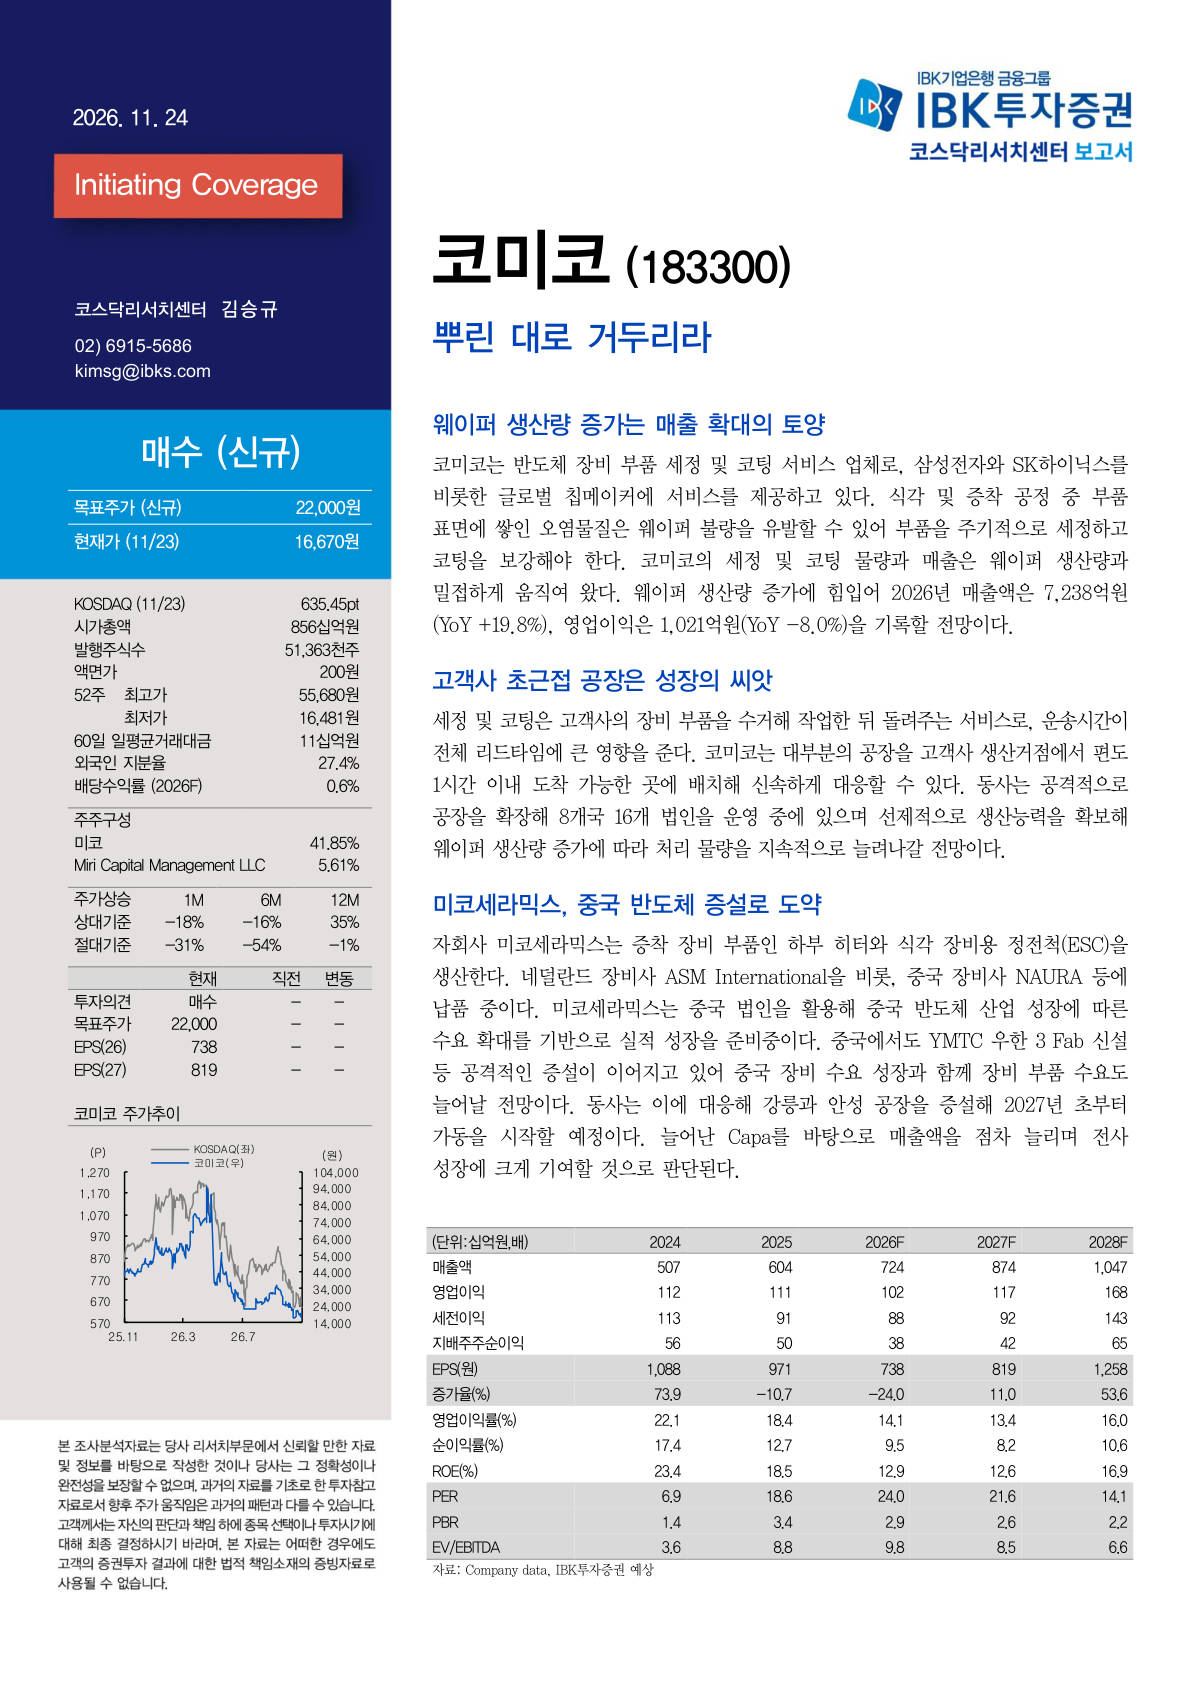 2026. 11. 24
Initiating Coverage
코스닥리서치센터 김승규
02) 6915-5686
kimsg@ibks.com
매수 (신규)
목표주가 (신규) 22,000원
현재가 (11/23) 16,670원
KOSDAQ (11/23) 635.45pt
시가총액 856십억원
발행주식수 51,363천주
액면가 200원
52주 최고가 55,680원
최저가 16,481원
60일 일평균거래대금 11십억원
외국인 지분율 27.4%
배당수익률 (2026F) 0.6%
주주구성
미코 41.85%
Miri Capital Management LLC 5.61%
주가상승 1M 6M 12M
상대기준 -18% -16% 35%
절대기준 -31% -54% -1%
현재 직전 변동
투자의견 매수 - -
목표주가 22,000 - -
EPS(26) 738 - -
EPS(27) 819 - -
코미코 주가추이
(P) KOSDAQ(좌) (원)
코미코(우)
1,270 104,000
1,170 94,000
84,000
1,070 74,000
970 64,000
870 54,000
770 44,000
34,000
670 24,000
570 14,000
25.11 26.3 26.7
본 조사분석자료는 당사 리서치부문에서 신뢰할 만한 자료
및 정보를 바탕으로 작성한 것이나 당사는 그 정확성이나
완전성을 보장할 수 없으며, 과거의 자료를 기초로 한 투자참고
자료로서 향후 주가 움직임은 과거의 패턴과 다를 수 있습니다.
고객께서는 자신의 판단과 책임 하에 종목 선택이나 투자시기에
대해 최종 결정하시기 바라며, 본 자료는 어떠한 경우에도
고객의 증권투자 결과에 대한 법적 책임소재의 증빙자료로
사용될 수 없습니다.
IBK기업은행 금융그룹
IBK투자증권
코스닥리서치센터 보고서
코미코 (183300)
뿌린 대로 거두리라
웨이퍼 생산량 증가는 매출 확대의 토양
코미코는 반도체 장비 부품 세정 및 코팅 서비스 업체로, 삼성전자와 SK하이닉스를
비롯한 글로벌 칩메이커에 서비스를 제공하고 있다. 식각 및 증착 공정 중 부품
표면에 쌓인 오염물질은 웨이퍼 불량을 유발할 수 있어 부품을 주기적으로 세정하고
코팅을 보강해야 한다. 코미코의 세정 및 코팅 물량과 매출은 웨이퍼 생산량과
밀접하게 움직여 왔다. 웨이퍼 생산량 증가에 힘입어 2026년 매출액은 7,238억원
(YoY +19.8%), 영업이익은 1,021억원(YoY -8.0%)을 기록할 전망이다.
고객사 초근접 공장은 성장의 씨앗
세정 및 코팅은 고객사의 장비 부품을 수거해 작업한 뒤 돌려주는 서비스로, 운송시간이
전체 리드타임에 큰 영향을 준다. 코미코는 대부분의 공장을 고객사 생산거점에서 편도
1시간 이내 도착 가능한 곳에 배치해 신속하게 대응할 수 있다. 동사는 공격적으로
공장을 확장해 8개국 16개 법인을 운영 중에 있으며 선제적으로 생산능력을 확보해
웨이퍼 생산량 증가에 따라 처리 물량을 지속적으로 늘려나갈 전망이다.
미코세라믹스, 중국 반도체 증설로 도약
자회사 미코세라믹스는 증착 장비 부품인 하부 히터와 식각 장비용 정전척(ESC)을
생산한다. 네덜란드 장비사 ASM International을 비롯, 중국 장비사 NAURA 등에
납품 중이다. 미코세라믹스는 중국 법인을 활용해 중국 반도체 산업 성장에 따른
수요 확대를 기반으로 실적 성장을 준비중이다. 중국에서도 YMTC 우한 3 Fab 신설
등 공격적인 증설이 이어지고 있어 중국 장비 수요 성장과 함께 장비 부품 수요도
늘어날 전망이다. 동사는 이에 대응해 강릉과 안성 공장을 증설해 2027년 초부터
가동을 시작할 예정이다. 늘어난 Capa를 바탕으로 매출액을 점차 늘리며 전사
성장에 크게 기여할 것으로 판단된다.
(단위:십억원,배) 2024 2025 2026F 2027F 2028F
매출액 507 604 724 874 1,047
영업이익 112 111 102 117 168
세전이익 113 91 88 92 143
지배주주순이익 56 50 38 42 65
EPS(원) 1,088 971 738 819 1,258
증가율(%) 73.9 -10.7 -24.0 11.0 53.6
영업이익률(%) 22.1 18.4 14.1 13.4 16.0
순이익률(%) 17.4 12.7 9.5 8.2 10.6
ROE(%) 23.4 18.5 12.9 12.6 16.9
PER 6.9 18.6 24.0 21.6 14.1
PBR 1.4 3.4 2.9 2.6 2.2
EV/EBITDA 3.6 8.8 9.8 8.5 6.6
자료: Company data, IBK투자증권 예상